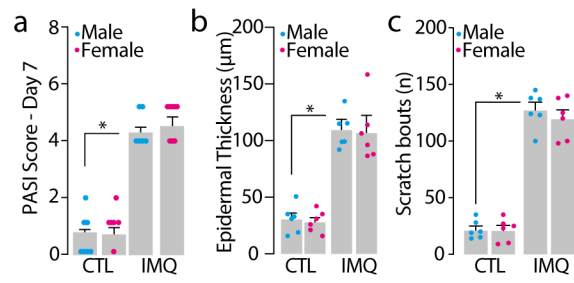 a
Male
Female
PASI Score - Day 7
8
6
4
2
0
*
CTL IMQ
b
Male
Female
Epidermal Thickness (µm)
200
150
100
50
0
*
CTL IMQ
c
Male
Female
Scratch bouts (n)
200
150
100
50
0
*
CTL IMQ